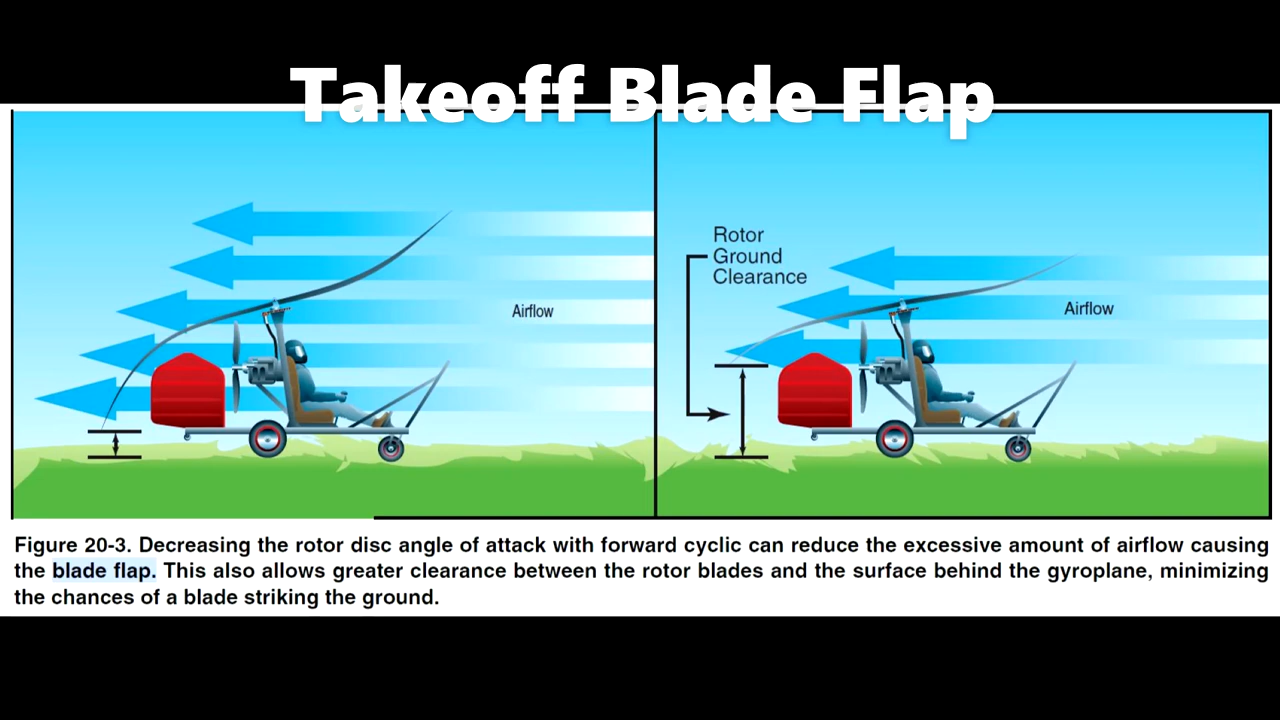 Takeoff Blade Flap
Airflow
Rotor
Ground
Clearance
Airflow
Figure 20-3. Decreasing the rotor disc angle of attack with forward cyclic can reduce the excessive amount of airflow causing
the blade flap. This also allows greater clearance between the rotor blades and the surface behind the gyroplane, minimizing
the chances of a blade striking the ground.